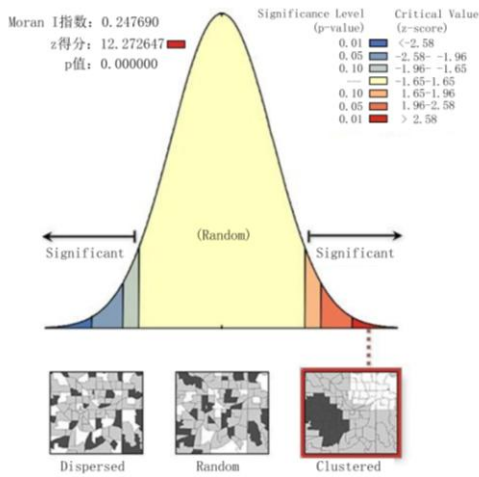 Moran I指数: 0.247690
z得分: 12.272647
p值: 0.000000
Significance Level
(p-value)
Critical Value
(z-score)
0.01 <-2.58
0.05 -2.58- -1.96
0.10 -1.96- -1.65
— -1.65-1.65
0.10 1.65-1.96
0.05 1.96-2.58
0.01 > 2.58
(Random)
Significant
Significant
Dispersed
Random
Clustered